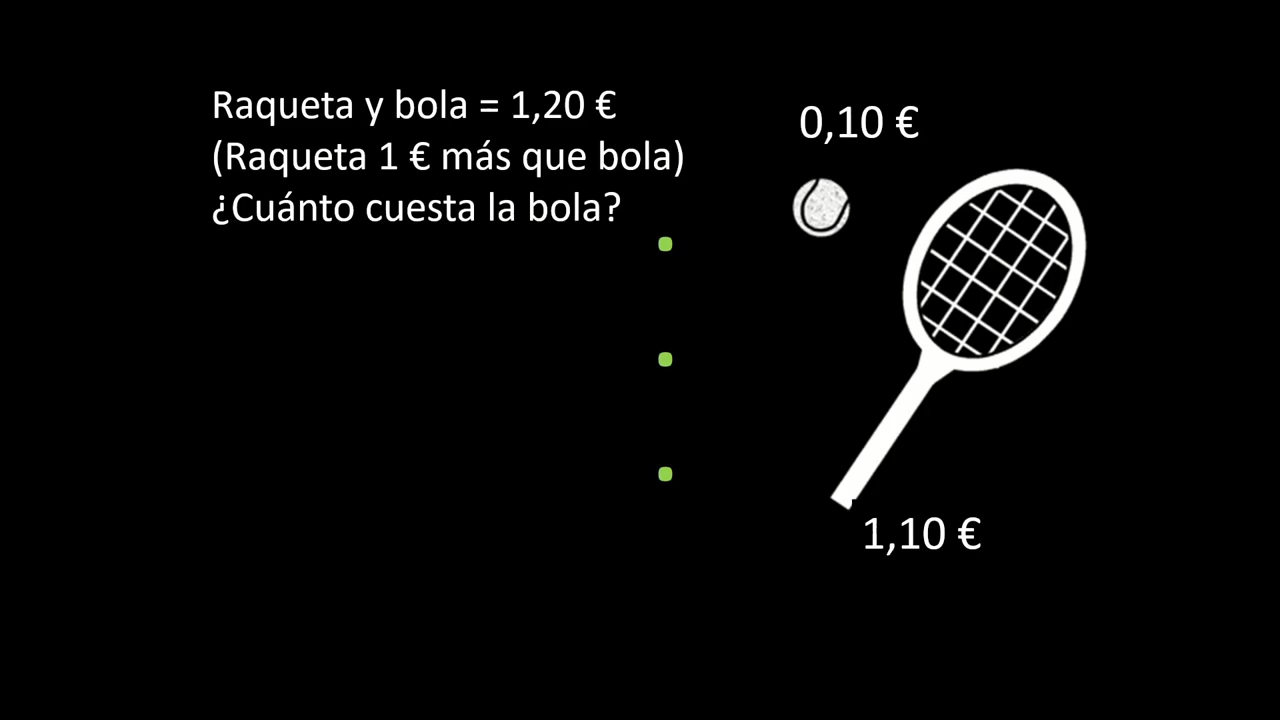 Raqueta y bola = 1,20 €
(Raqueta 1 € más que bola)
¿Cuánto cuesta la bola?
0,10 €
1,10 €